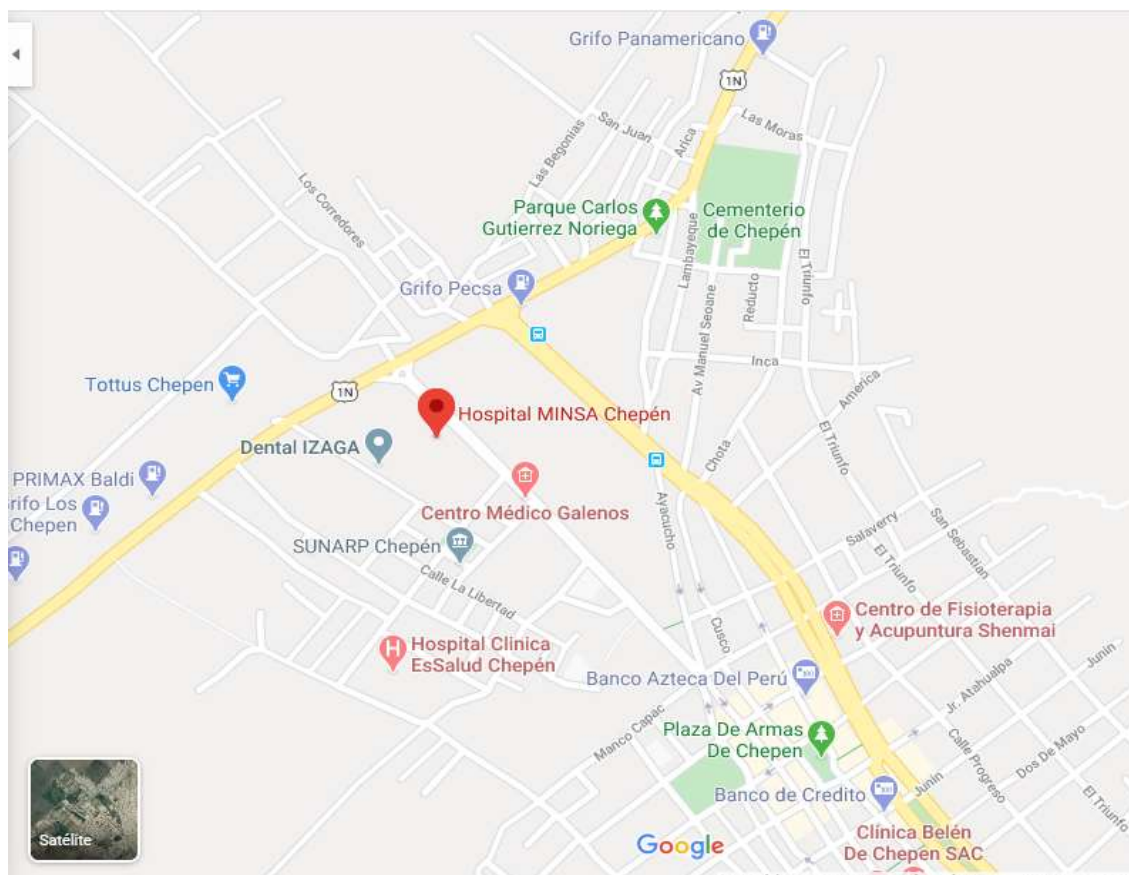 Grifo Panamericano
1N
San Juan
Las Moras
Arica
Las Begonias
Los Corredores
Parque Carlos
Gutierrez Noriega
Cementerio
de Chepén
Lambayeque
El Triunfo
Grifo Pecsa
Av Manuel Seoane
Reducto
Inca
America
Tottus Chepen
1N
Hospital MINSA Chepén
Dental IZAGA
El Triunfo
Chota
PRIMAX Baldi
rifo Los
Chepen
Centro Médico Galenos
Ayacucho
Salaverry
San Sebastian
SUNARP Chepén
El Triunfo
Calle La Libertad
Centro de Fisioterapia
y Acupuntura Shenmai
Cusco
Hospital Clinica
EsSalud Chepén
Junin
Banco Azteca Del Perú
Jr. Atahualpa
Manco Capac
Plaza De Armas
De Chepen
Calle Progreso
Dos De Mayo
Banco de Credito
Junin
El Triunfo
Satélite
Google
Clínica Belén
De Chepén SAC